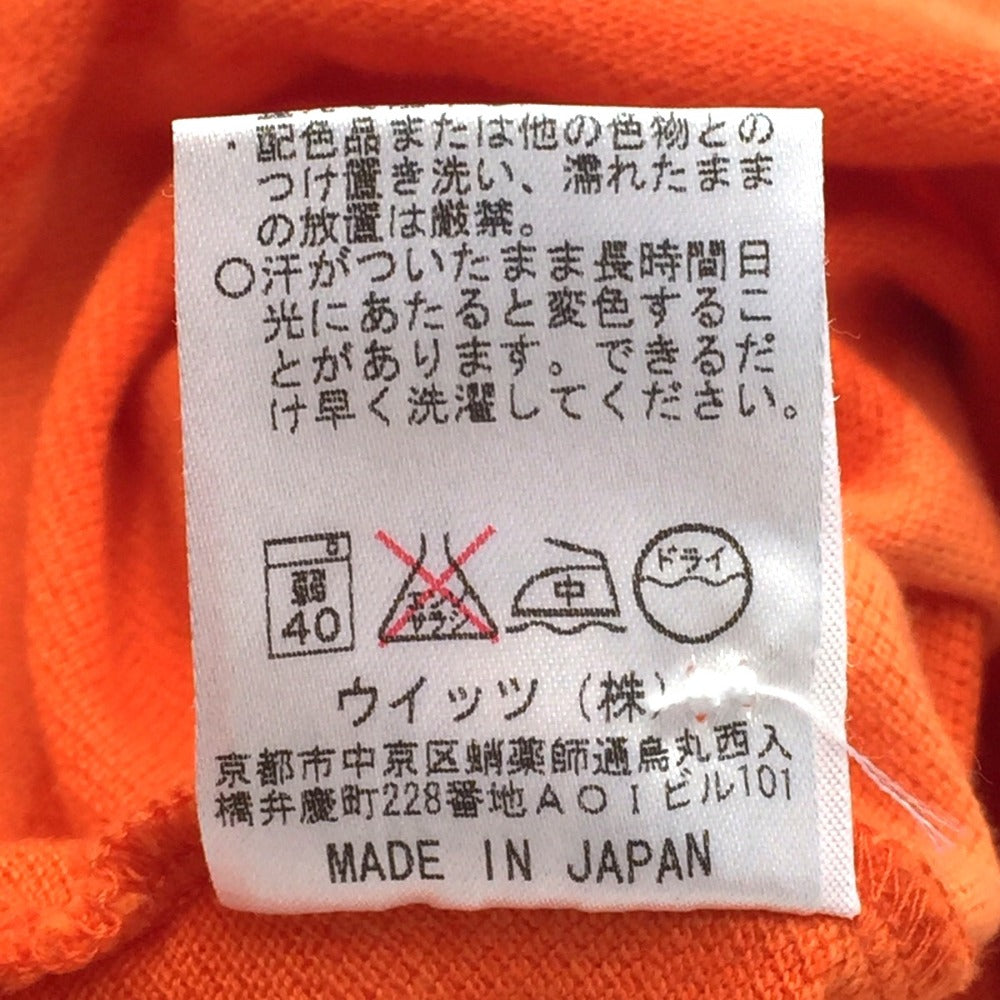 ・配色品または他の色物との
つけ置き洗い、濡れたまま
の放置は厳禁。
○汗がついたまま長時間日
光にあたると変色するこ
とがあります。できるだ
け早く洗濯してください。
弱
40
エンソ
サラシ
中
ドライ
ウイッツ(株)
京都市中京区蛸薬師通烏丸西入
橋弁慶町228番地AOIビル101
MADE IN JAPAN